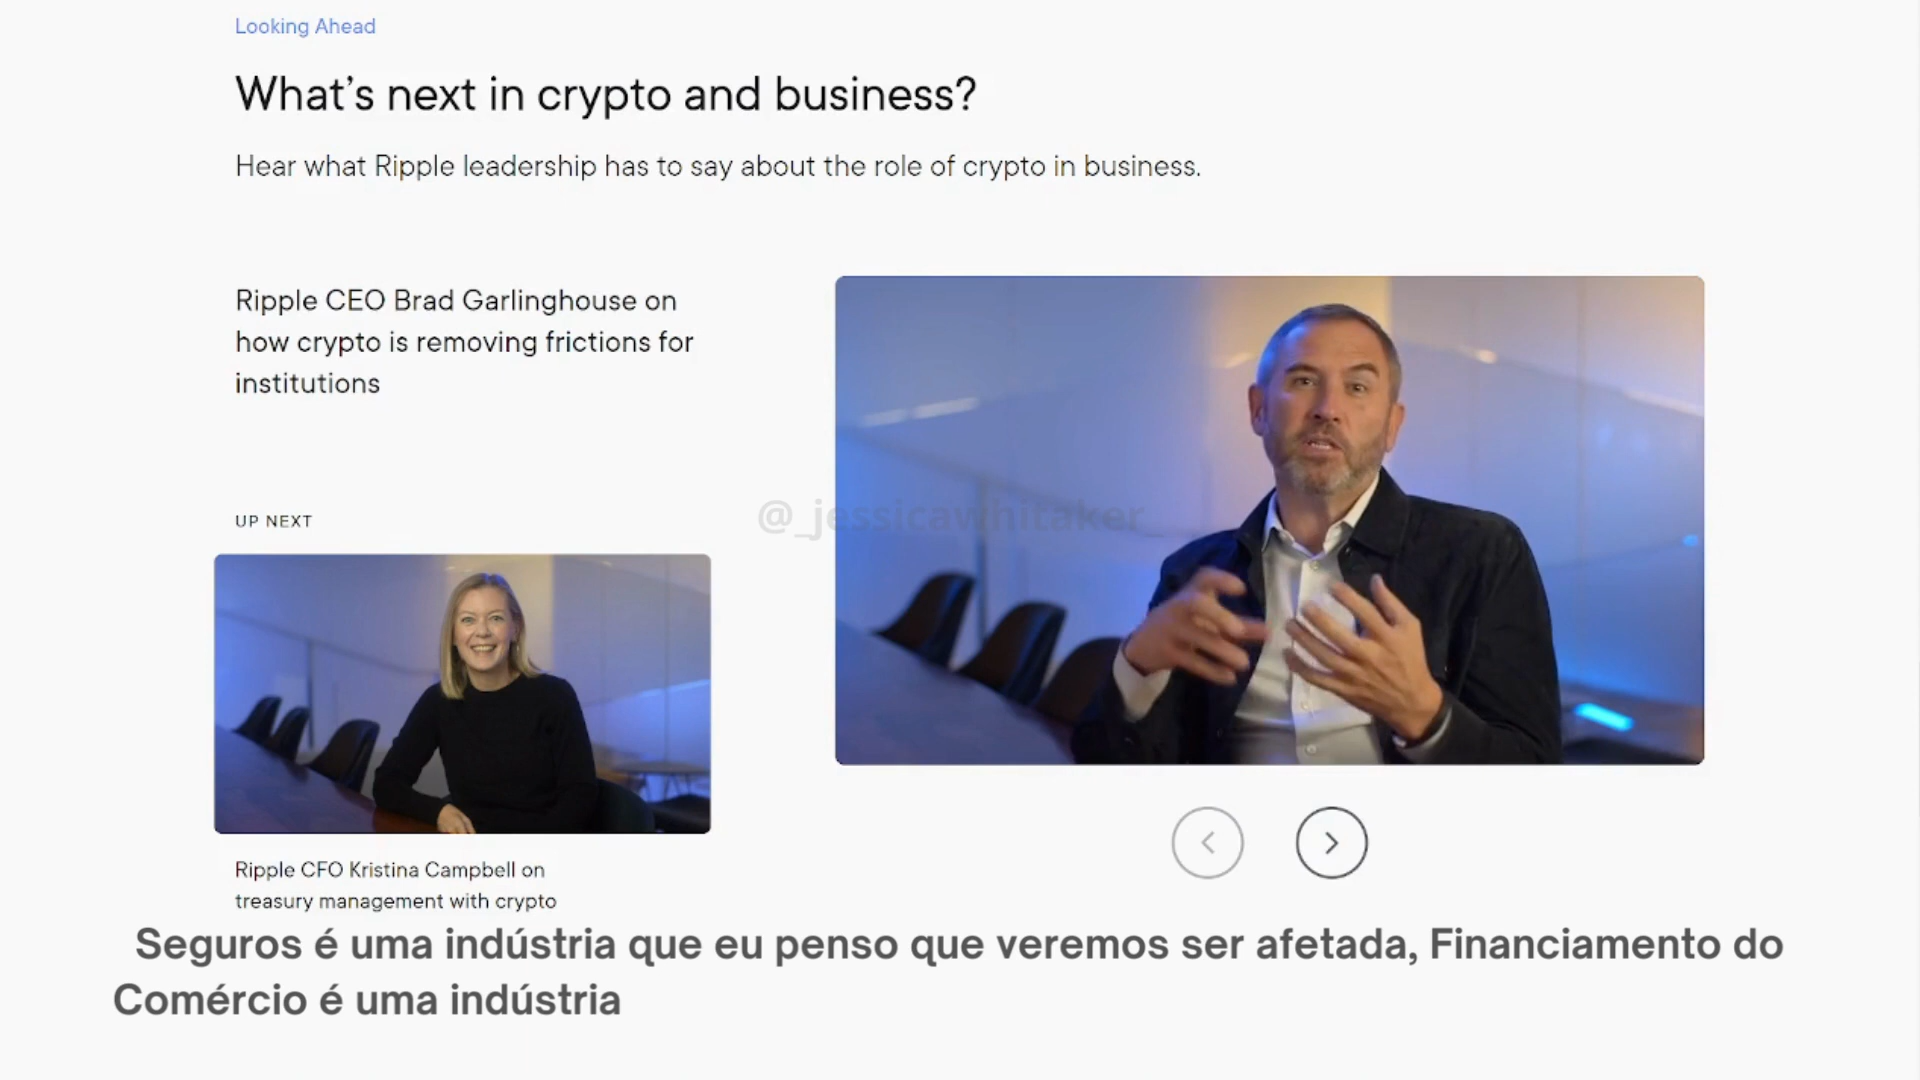 Looking Ahead
What's next in crypto and business?
Hear what Ripple leadership has to say about the role of crypto in business.
Ripple CEO Brad Garlinghouse on
how crypto is removing frictions for
institutions
@_jessicawhitaker
UP NEXT
Ripple CFO Kristina Campbell on
treasury management with crypto
Seguros é uma indústria que eu penso que veremos ser afetada, Financiamento do
Comércio é uma indústria